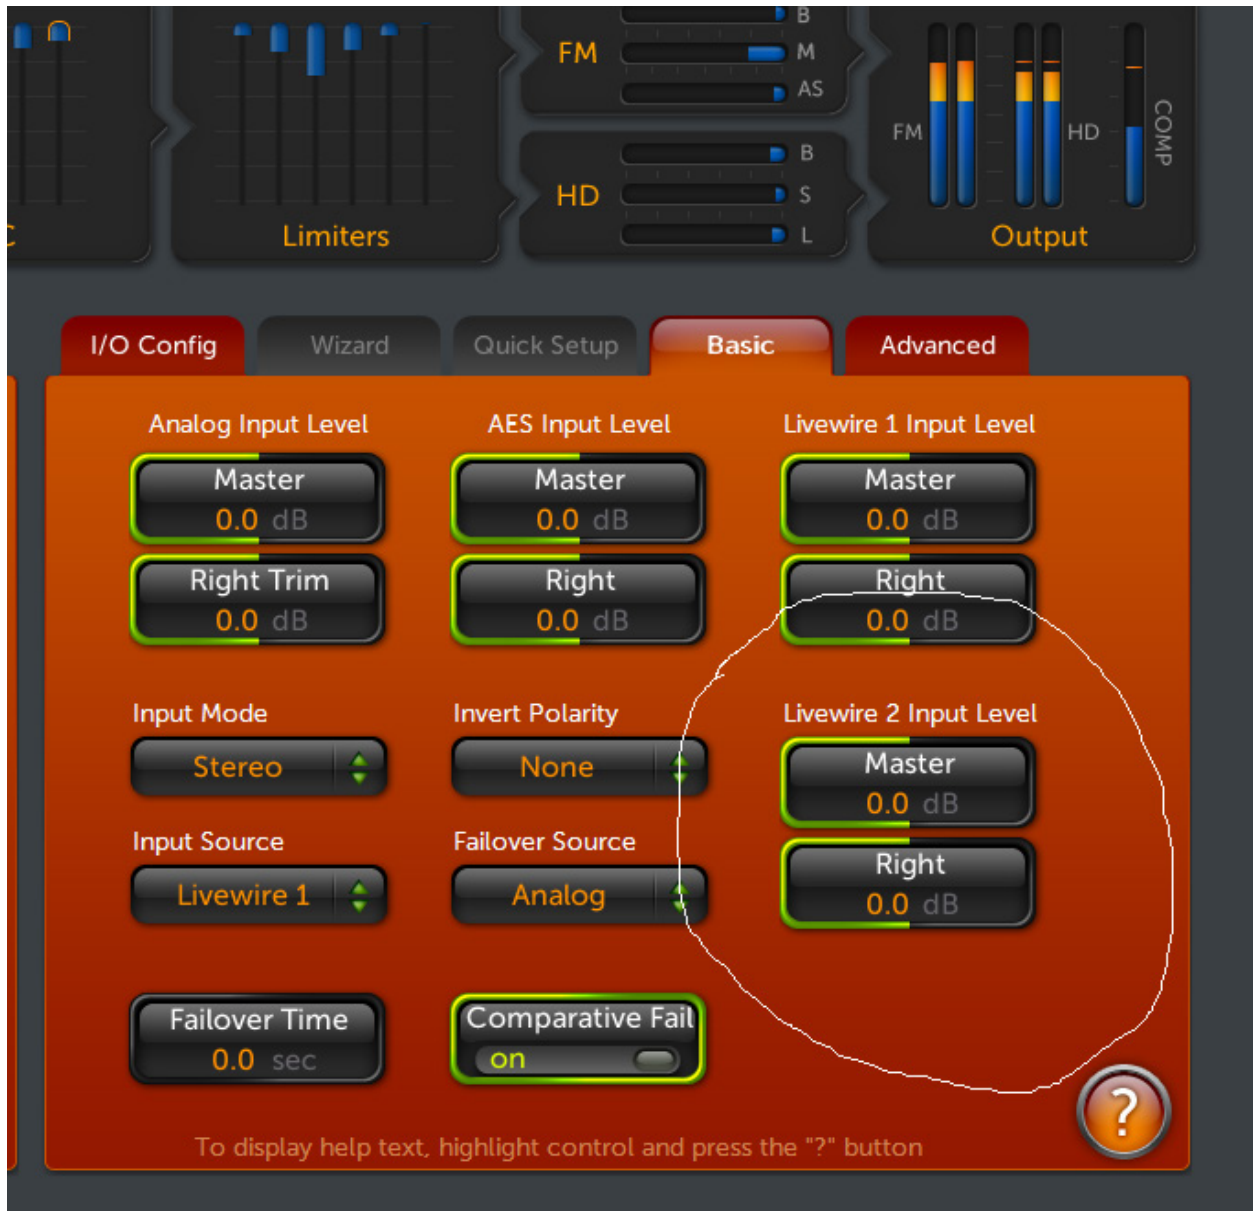 B
FM
M
AS
HD
B
S
L
FM
HD
COMP
C
Limiters
Output
I/O Config
Wizard
Quick Setup
Basic
Advanced
Analog Input Level
AES Input Level
Livewire 1 Input Level
Master
0.0 dB
Master
0.0 dB
Master
0.0 dB
Right Trim
0.0 dB
Right
0.0 dB
Right
0.0 dB
Input Mode
Invert Polarity
Livewire 2 Input Level
Stereo
None
Master
0.0 dB
Input Source
Failover Source
Livewire 1
Analog
Right
0.0 dB
Failover Time
0.0 sec
Comparative Fail
on
?
To display help text, highlight control and press the "?" button